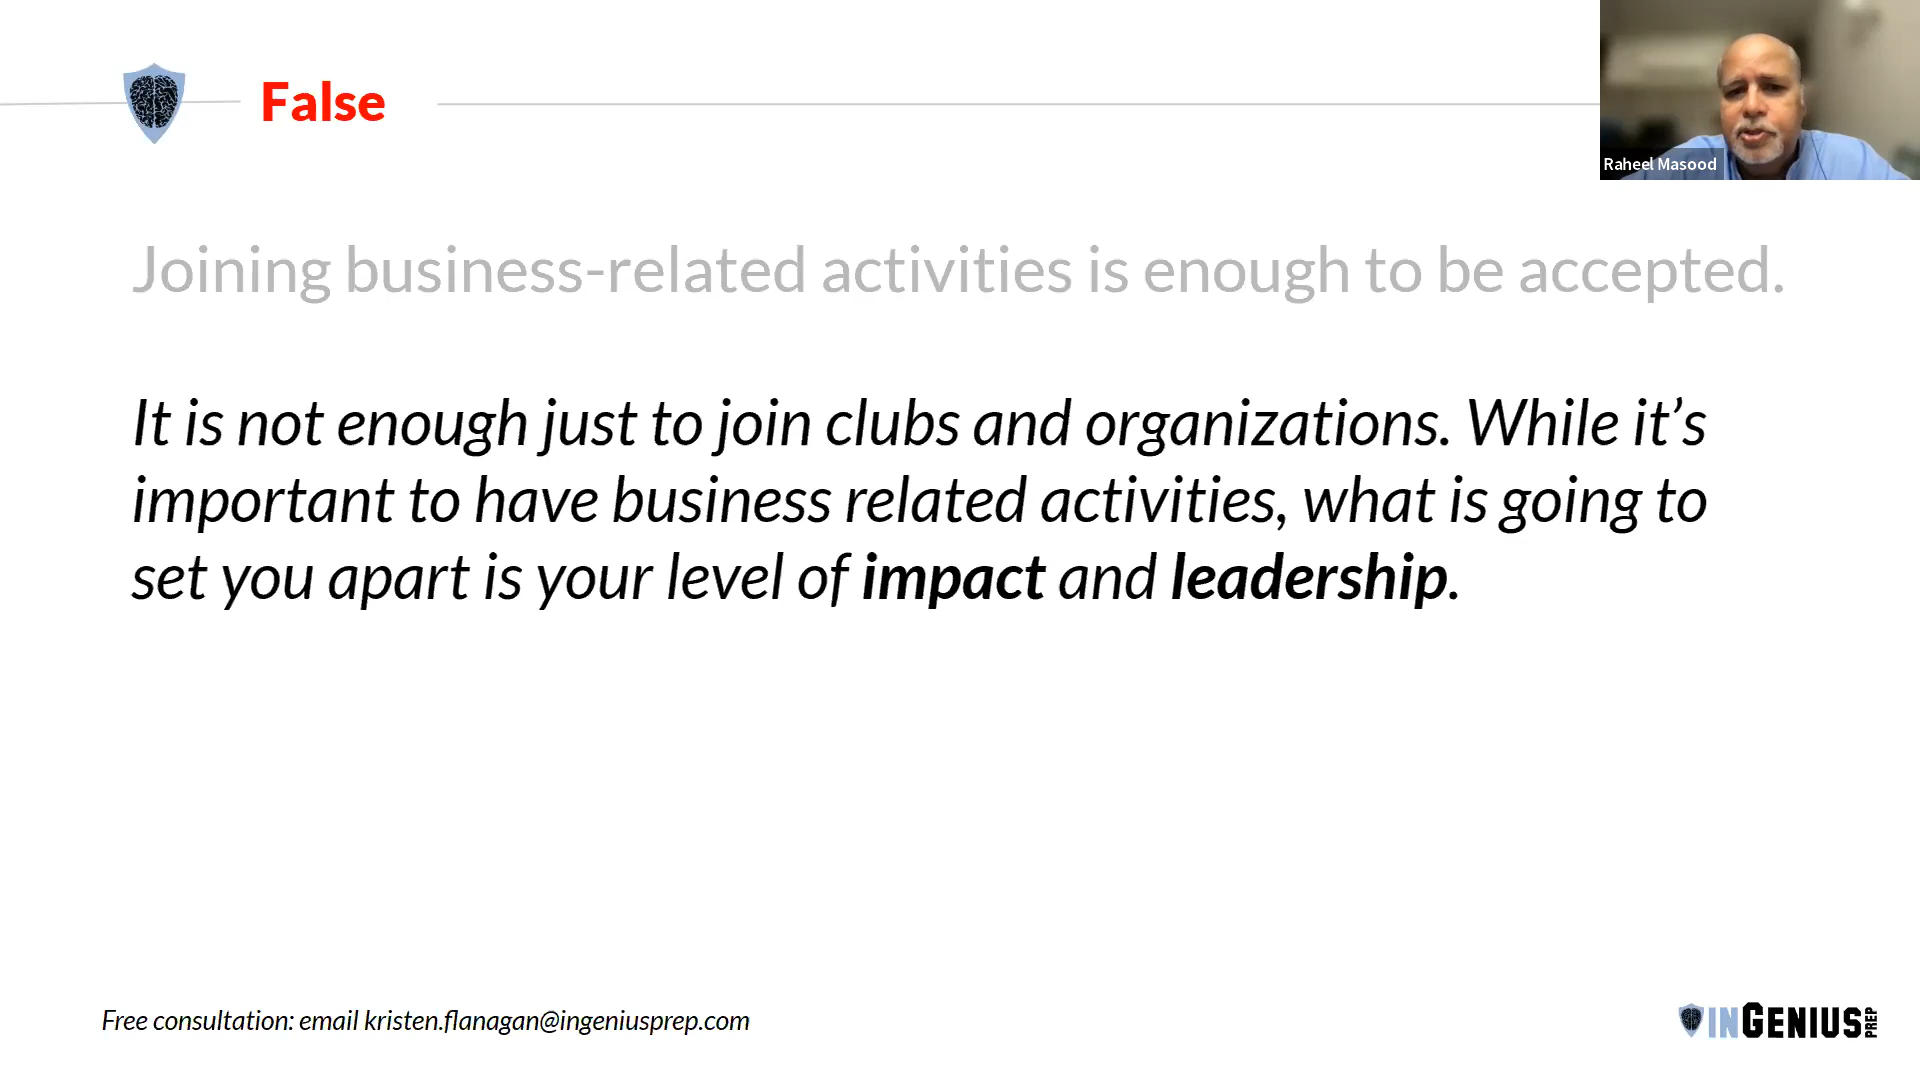 False
Raheel Masood
Joining business-related activities is enough to be accepted.
It is not enough just to join clubs and organizations. While it’s
important to have business related activities, what is going to
set you apart is your level of impact and leadership.
Free consultation: email kristen.flanagan@ingeniusprep.com
INGENIUS PREP